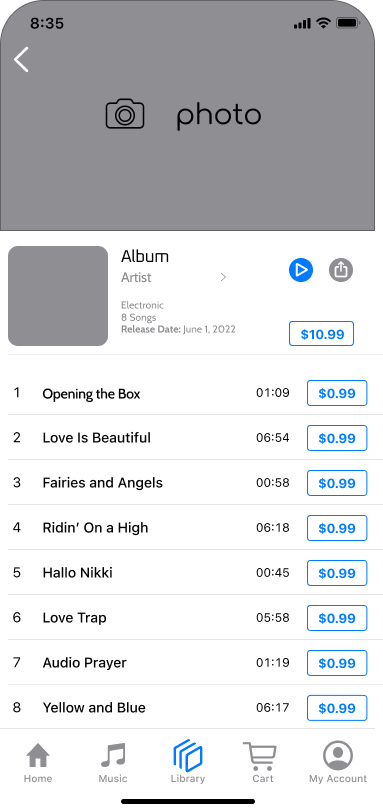 8:35
photo
Album
Artist
Electronic
8 Songs
Release Date: June 1, 2022
$10.99
1 Opening the Box 01:09 $0.99
2 Love Is Beautiful 06:54 $0.99
3 Fairies and Angels 00:58 $0.99
4 Ridin’ On a High 06:18 $0.99
5 Hallo Nikki 00:45 $0.99
6 Love Trap 05:58 $0.99
7 Audio Prayer 01:19 $0.99
8 Yellow and Blue 06:17 $0.99
Home Music Library Cart My Account